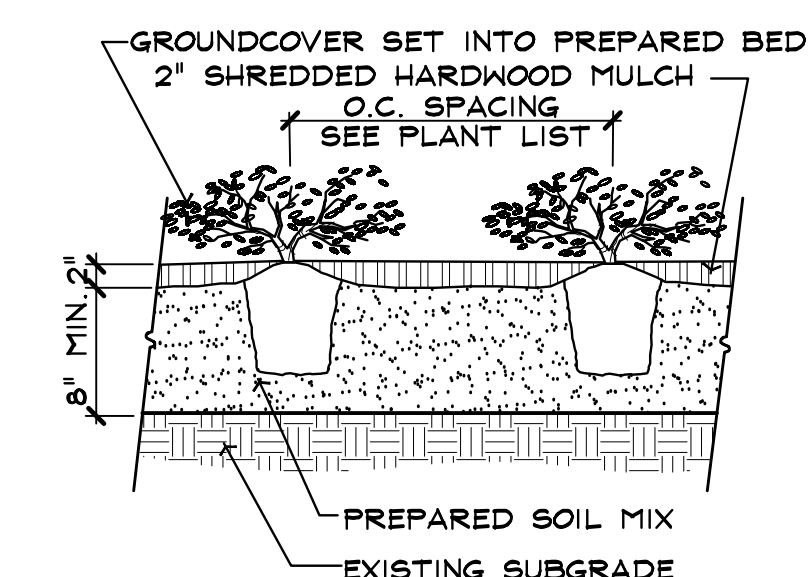 GROUNDCOVER SET INTO PREPARED BED
2" SHREDDED HARDWOOD MULCH
O.C. SPACING
SEE PLANT LIST
2"
8" MIN.
PREPARED SOIL MIX
EXISTING SUBGRADE